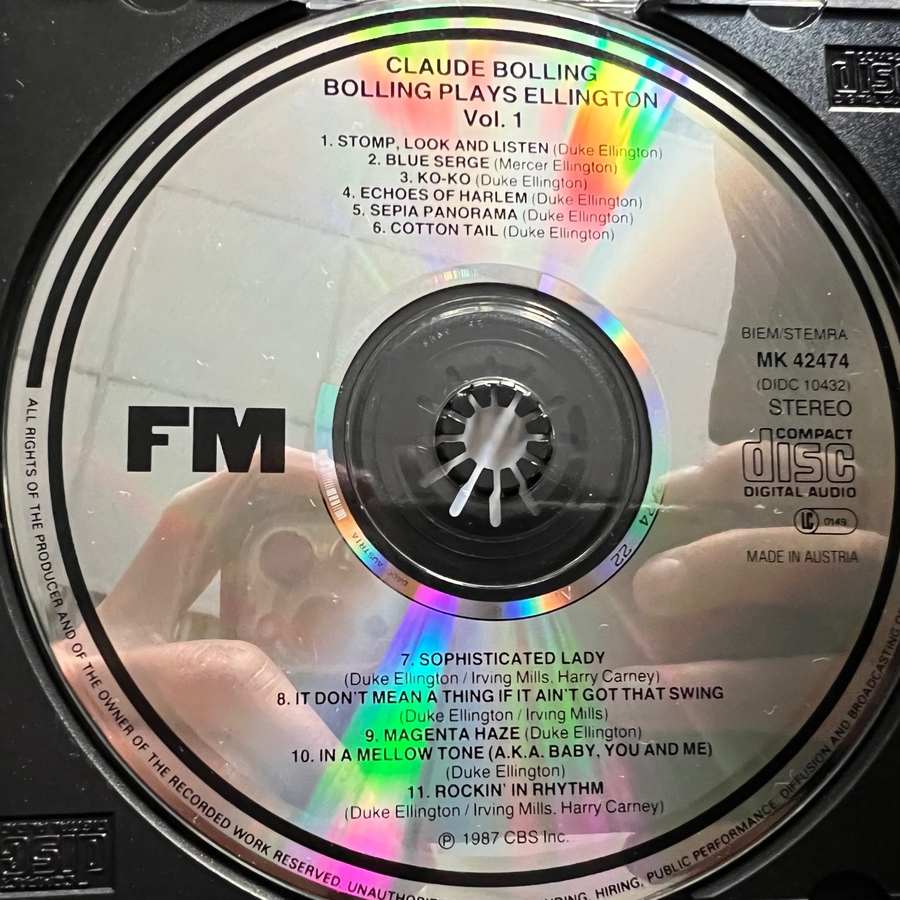 CLAUDE BOLLING
BOLLING PLAYS ELLINGTON
Vol. 1
1. STOMP, LOOK AND LISTEN (Duke Ellington)
2. BLUE SERGE (Mercer Ellington)
3. KO-KO (Duke Ellington)
4. ECHOES OF HARLEM (Duke Ellington)
5. SEPIA PANORAMA (Duke Ellington)
6. COTTON TAIL (Duke Ellington)
FM
BIEM/STEMRA
MK 42474
(DIDC 10432)
STEREO
COMPACT
disc
DIGITAL AUDIO
LC 0149
MADE IN AUSTRIA
7. SOPHISTICATED LADY
(Duke Ellington / Irving Mills. Harry Carney)
8. IT DON'T MEAN A THING IF IT AIN'T GOT THAT SWING
(Duke Ellington / Irving Mills)
9. MAGENTA HAZE (Duke Ellington)
10. IN A MELLOW TONE (A.K.A. BABY, YOU AND ME)
(Duke Ellington)
11. ROCKIN' IN RHYTHM
(Duke Ellington / Irving Mills. Harry Carney)
℗ 1987 CBS Inc.
ALL RIGHTS OF THE PRODUCER AND OF THE OWNER OF THE RECORDED WORK RESERVED. HIRING, PUBLIC PERFORMANCE, DIFFUSION AND BROADCASTING
disc
disc
AUSTRIA
22